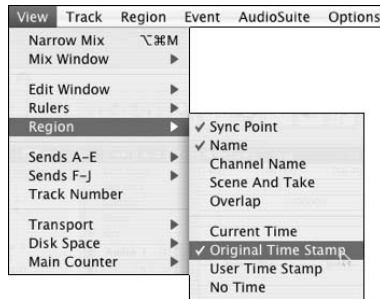 View Track Region Event AudioSuite Options
Narrow Mix ⌥⌘M
Mix Window ▶
Edit Window ▶
Rulers ▶
Region ▶
✓ Sync Point
✓ Name
Channel Name
Scene And Take
Overlap
Current Time
✓ Original Time Stamp
User Time Stamp
No Time
Sends A-E ▶
Sends F-J ▶
Track Number
Transport ▶
Disk Space ▶
Main Counter ▶